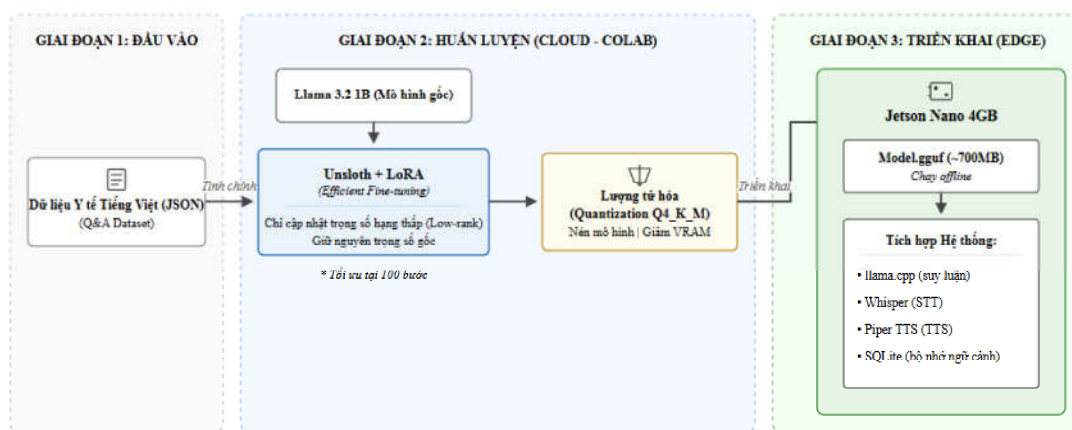 GIAI ĐOẠN 1: ĐẦU VÀO
Dữ liệu Y tế Tiếng Việt (JSON)
(Q&A Dataset)
Tinh chỉnh
GIAI ĐOẠN 2: HUẤN LUYỆN (CLOUD - COLAB)
Llama 3.2 1B (Mô hình gốc)
Unsloth + LoRA
(Efficient Fine-tuning)
Chỉ cập nhật trọng số hạng thấp (Low-rank)
Giữ nguyên trọng số gốc
* Tối ưu tại 100 bước
Lượng tử hóa
(Quantization Q4_K_M)
Nén mô hình | Giảm VRAM
Triển khai
GIAI ĐOẠN 3: TRIỂN KHAI (EDGE)
Jetson Nano 4GB
Model.gguf (~700MB)
Chạy offline
Tích hợp Hệ thống:
• llama.cpp (suy luận)
• Whisper (STT)
• Piper TTS (TTS)
• SQLite (bộ nhớ ngữ cảnh)